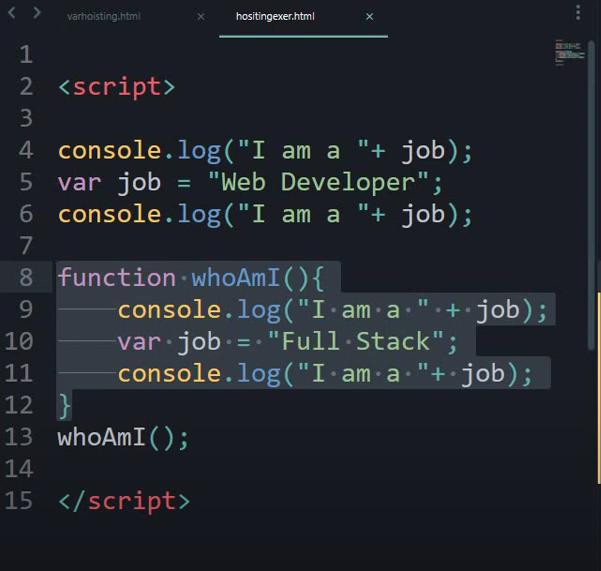 varhoisting.html × hositingexer.html ×
1
2 <script>
3
4 console.log("I am a "+ job);
5 var job = "Web Developer";
6 console.log("I am a "+ job);
7
8 function whoAmI(){
9 console.log("I am a " + job);
10 var job = "Full Stack";
11 console.log("I am a "+ job);
12 }
13 whoAmI();
14
15 </script>